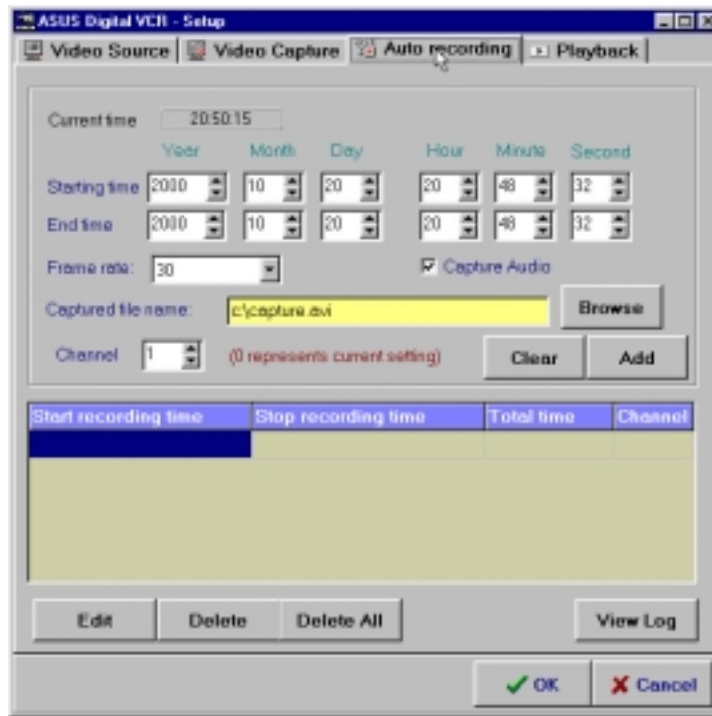 ASUS Digital VCR - Setup
Video Source Video Capture Auto recording Playback
Current time 20:50:15
Year Month Day Hour Minute Second
Starting time 2000 10 20 20 48 32
End time 2000 10 20 20 48 32
Frame rate: 30 Capture Audio
Captured file name: c:\capture.avi Browse
Channel 1 (0 represents current setting) Clear Add
Start recording time Stop recording time Total time Channel
Edit Delete Delete All View Log
OK Cancel